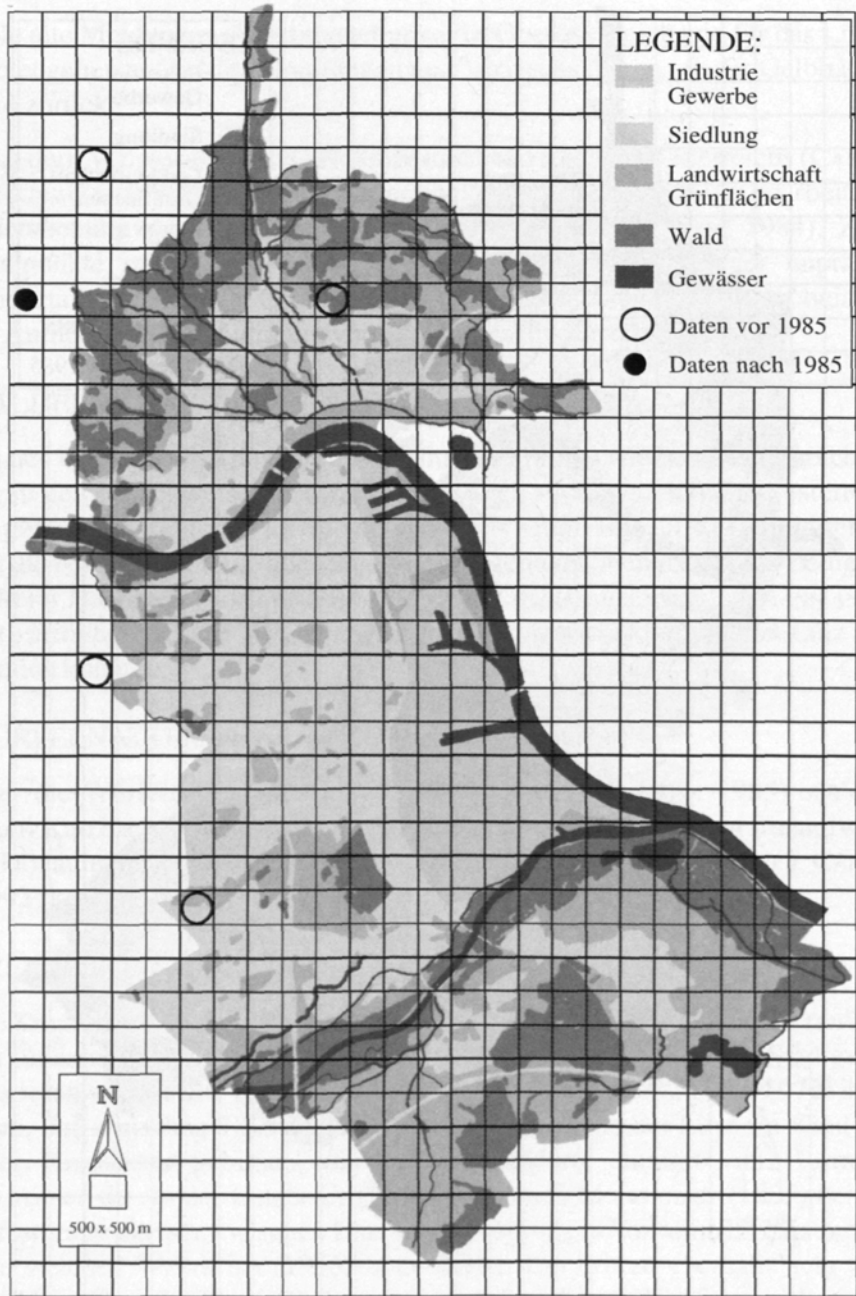 LEGENDE:
Industrie
Gewerbe
Siedlung
Landwirtschaft
Grünflächen
Wald
Gewässer
Daten vor 1985
Daten nach 1985
N
500 x 500 m